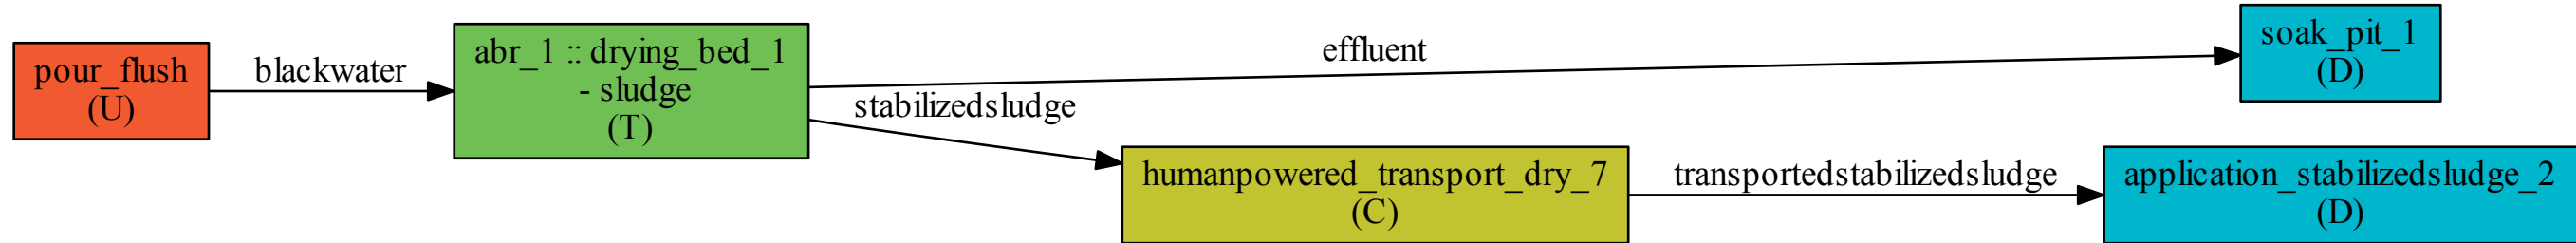 pour_flush
(U)
blackwater
abr_1 :: drying_bed_1
- sludge
(T)
effluent
stabilizedsludge
soak_pit_1
(D)
humanpowered_transport_dry_7
(C)
transportedstabilizedsludge
application_stabilizedsludge_2
(D)